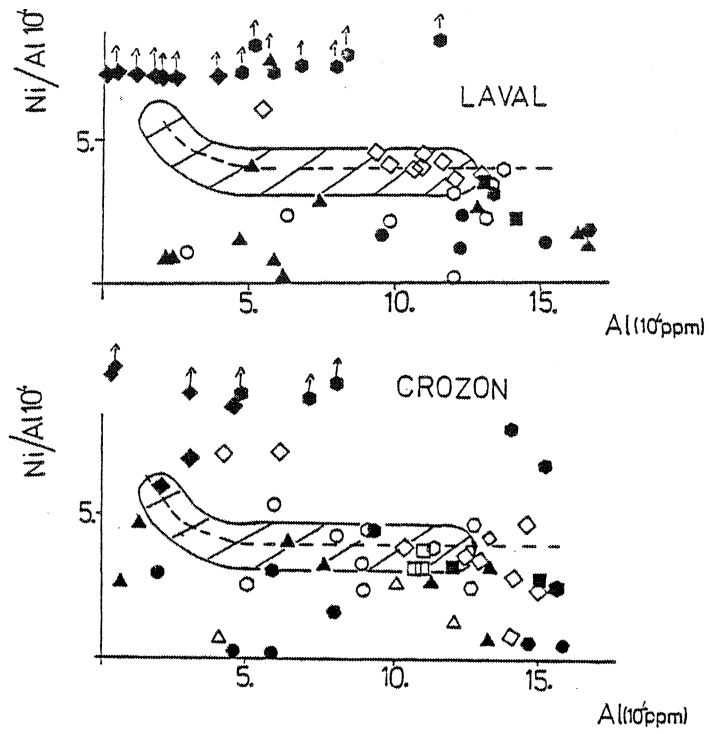 Ni/Al 10⁴
LAVAL
5.
5. 10. 15.
Al (10⁴ppm)
Ni/Al 10⁴
CROZON
5.
5. 10. 15.
Al (10⁴ppm)